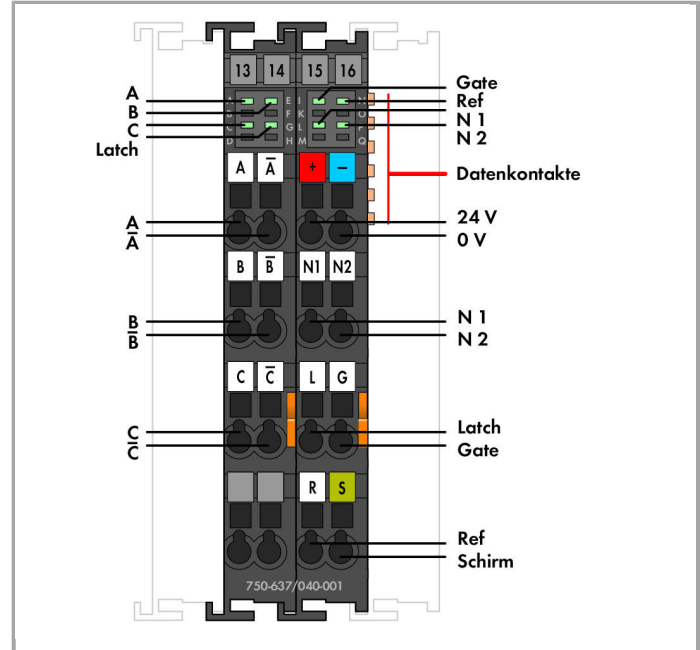 13 14 15 16
Gate
A
Ref
B
N 1
C
N 2
Latch
A E I N
B F K O
C G L P
D H M Q
A A̅ + −
Datenkontakte
A
24 V
A̅
0 V
B B̅ N1 N2
B
N 1
B̅
N 2
C C̅ L G
C
Latch
C̅
Gate
R S
Ref
Schirm
750-637/040-001